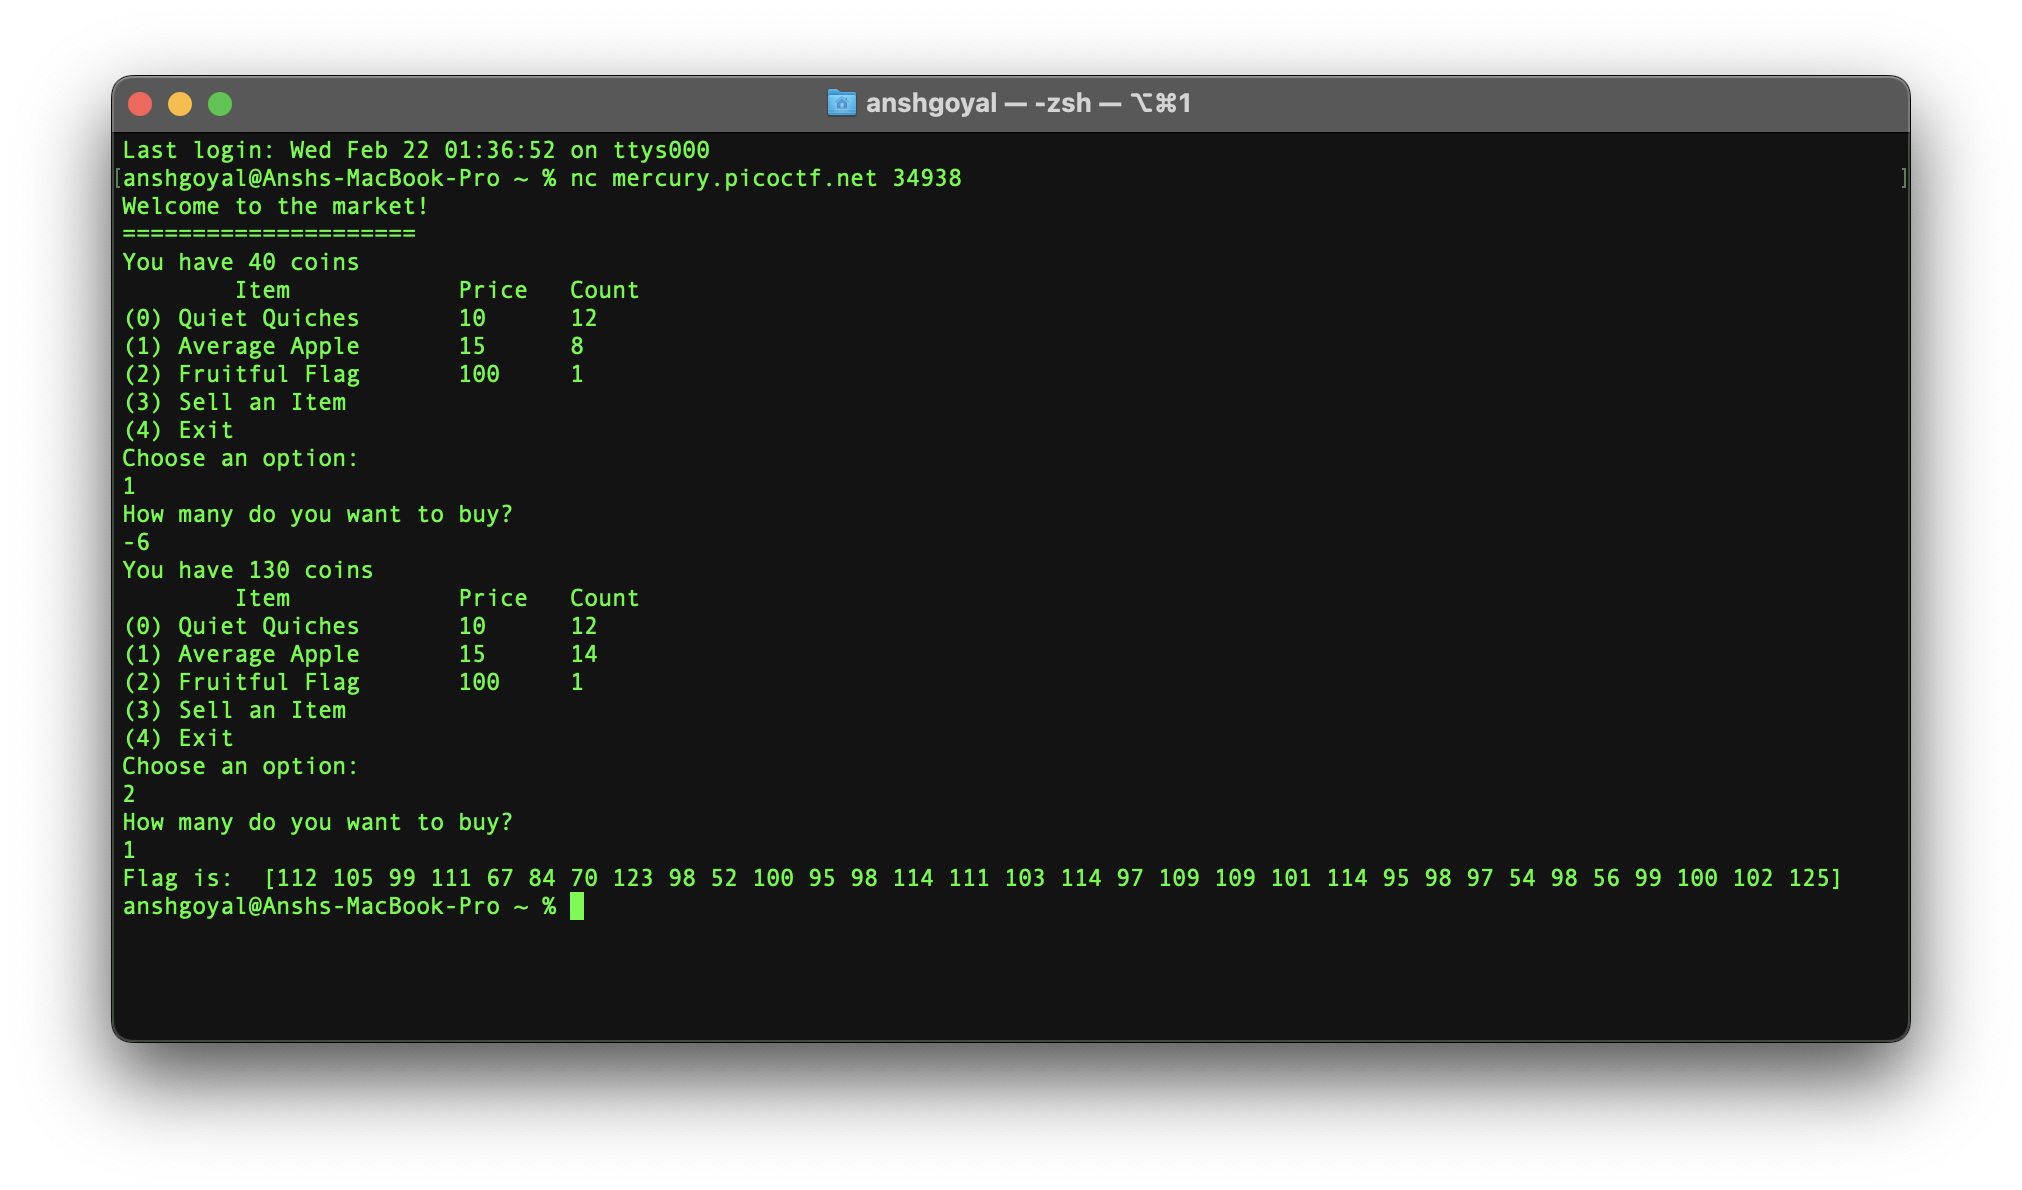 anshgoyal — -zsh — ⌥⌘1
Last login: Wed Feb 22 01:36:52 on ttys000
[anshgoyal@Anshs-MacBook-Pro ~ % nc mercury.picoctf.net 34938 ]
Welcome to the market!
=====================
You have 40 coins
        Item            Price   Count
(0) Quiet Quiches       10      12
(1) Average Apple       15      8
(2) Fruitful Flag       100     1
(3) Sell an Item
(4) Exit
Choose an option:
1
How many do you want to buy?
-6
You have 130 coins
        Item            Price   Count
(0) Quiet Quiches       10      12
(1) Average Apple       15      14
(2) Fruitful Flag       100     1
(3) Sell an Item
(4) Exit
Choose an option:
2
How many do you want to buy?
1
Flag is:  [112 105 99 111 67 84 70 123 98 52 100 95 98 114 111 103 114 97 109 109 101 114 95 98 97 54 98 56 99 100 102 125]
anshgoyal@Anshs-MacBook-Pro ~ %